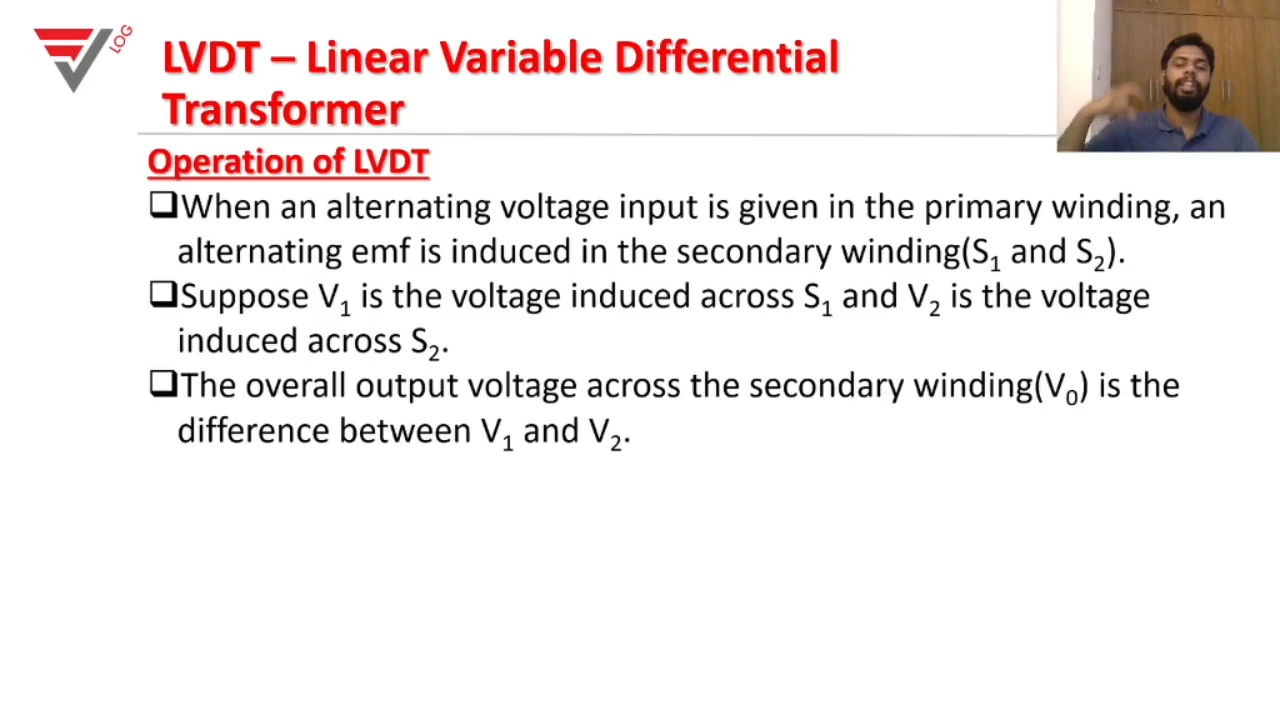 LOG
LVDT – Linear Variable Differential
Transformer
Operation of LVDT
❑When an alternating voltage input is given in the primary winding, an
alternating emf is induced in the secondary winding(S₁ and S₂).
❑Suppose V₁ is the voltage induced across S₁ and V₂ is the voltage
induced across S₂.
❑The overall output voltage across the secondary winding(V₀) is the
difference between V₁ and V₂.